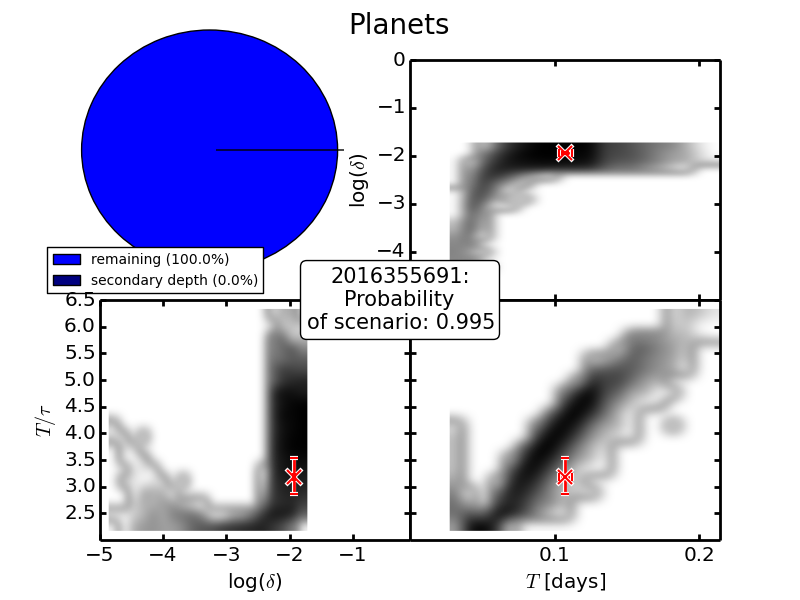 Planets
remaining (100.0%)
secondary depth (0.0%)
0
−1
−2
−3
−4
log(δ)
2016355691:
Probability
of scenario: 0.995
6.5
6.0
5.5
5.0
4.5
4.0
3.5
3.0
2.5
T/τ
−5
−4
−3
−2
−1
log(δ)
0.1
0.2
T [days]